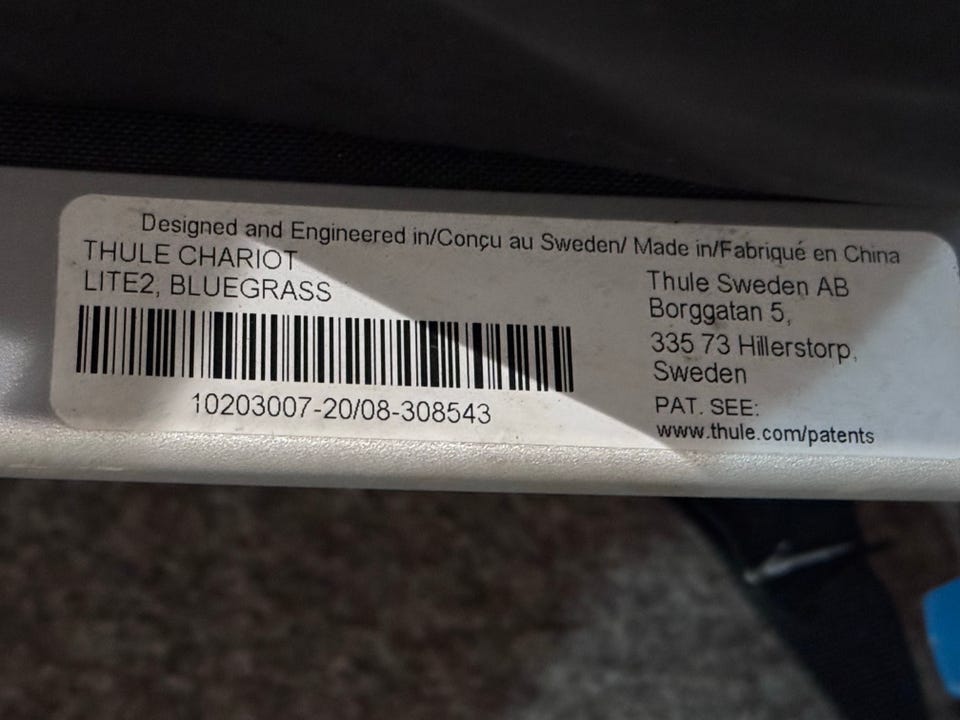 Designed and Engineered in/Conçu au Sweden/ Made in/Fabriqué en China
THULE CHARIOT
LITE2, BLUEGRASS
10203007-20/08-308543
Thule Sweden AB
Borggatan 5,
335 73 Hillerstorp,
Sweden
PAT. SEE:
www.thule.com/patents